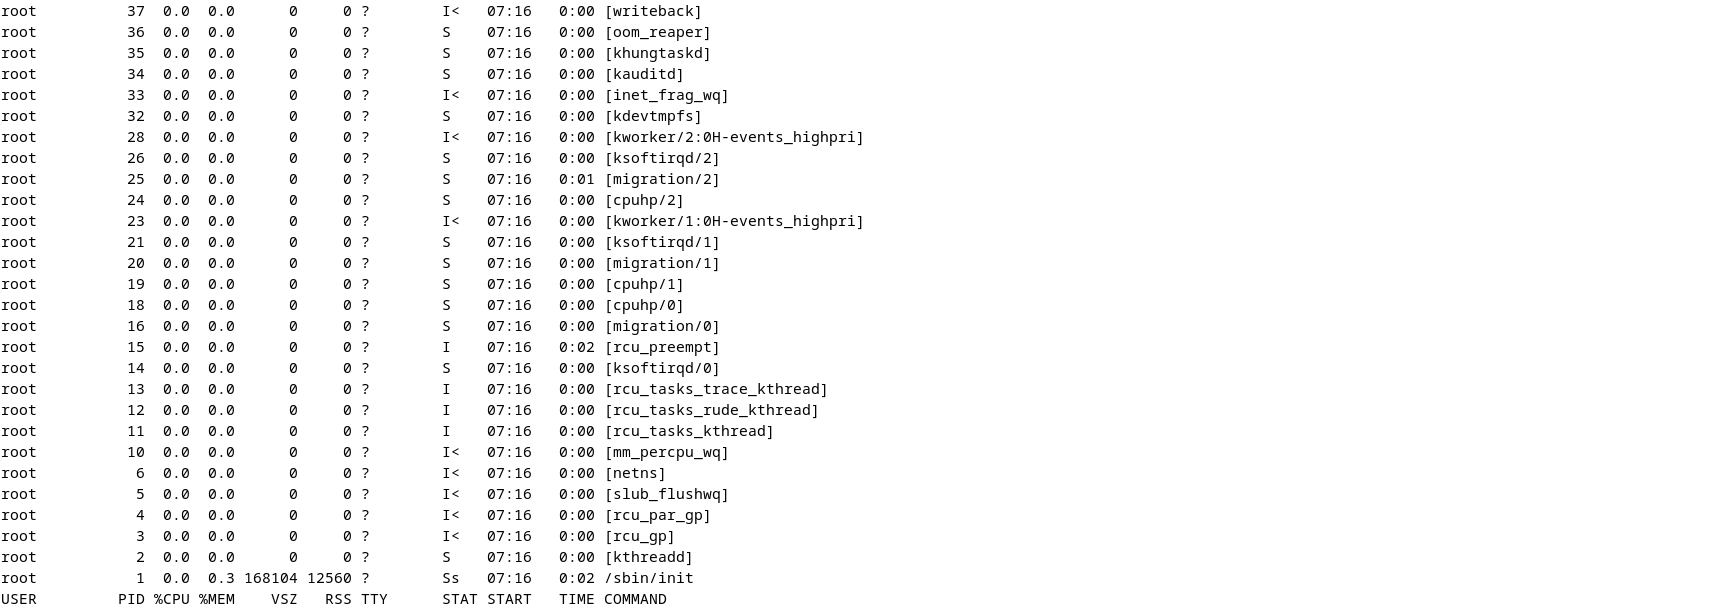 root          37  0.0  0.0      0     0 ?        I<   07:16   0:00 [writeback]
root          36  0.0  0.0      0     0 ?        S    07:16   0:00 [oom_reaper]
root          35  0.0  0.0      0     0 ?        S    07:16   0:00 [khungtaskd]
root          34  0.0  0.0      0     0 ?        S    07:16   0:00 [kauditd]
root          33  0.0  0.0      0     0 ?        I<   07:16   0:00 [inet_frag_wq]
root          32  0.0  0.0      0     0 ?        S    07:16   0:00 [kdevtmpfs]
root          28  0.0  0.0      0     0 ?        I<   07:16   0:00 [kworker/2:0H-events_highpri]
root          26  0.0  0.0      0     0 ?        S    07:16   0:00 [ksoftirqd/2]
root          25  0.0  0.0      0     0 ?        S    07:16   0:01 [migration/2]
root          24  0.0  0.0      0     0 ?        S    07:16   0:00 [cpuhp/2]
root          23  0.0  0.0      0     0 ?        I<   07:16   0:00 [kworker/1:0H-events_highpri]
root          21  0.0  0.0      0     0 ?        S    07:16   0:00 [ksoftirqd/1]
root          20  0.0  0.0      0     0 ?        S    07:16   0:00 [migration/1]
root          19  0.0  0.0      0     0 ?        S    07:16   0:00 [cpuhp/1]
root          18  0.0  0.0      0     0 ?        S    07:16   0:00 [cpuhp/0]
root          16  0.0  0.0      0     0 ?        S    07:16   0:00 [migration/0]
root          15  0.0  0.0      0     0 ?        I    07:16   0:02 [rcu_preempt]
root          14  0.0  0.0      0     0 ?        S    07:16   0:00 [ksoftirqd/0]
root          13  0.0  0.0      0     0 ?        I    07:16   0:00 [rcu_tasks_trace_kthread]
root          12  0.0  0.0      0     0 ?        I    07:16   0:00 [rcu_tasks_rude_kthread]
root          11  0.0  0.0      0     0 ?        I    07:16   0:00 [rcu_tasks_kthread]
root          10  0.0  0.0      0     0 ?        I<   07:16   0:00 [mm_percpu_wq]
root           6  0.0  0.0      0     0 ?        I<   07:16   0:00 [netns]
root           5  0.0  0.0      0     0 ?        I<   07:16   0:00 [slub_flushwq]
root           4  0.0  0.0      0     0 ?        I<   07:16   0:00 [rcu_par_gp]
root           3  0.0  0.0      0     0 ?        I<   07:16   0:00 [rcu_gp]
root           2  0.0  0.0      0     0 ?        S    07:16   0:00 [kthreadd]
root           1  0.0  0.3 168104 12560 ?        Ss   07:16   0:02 /sbin/init
USER         PID %CPU %MEM    VSZ   RSS TTY      STAT START   TIME COMMAND